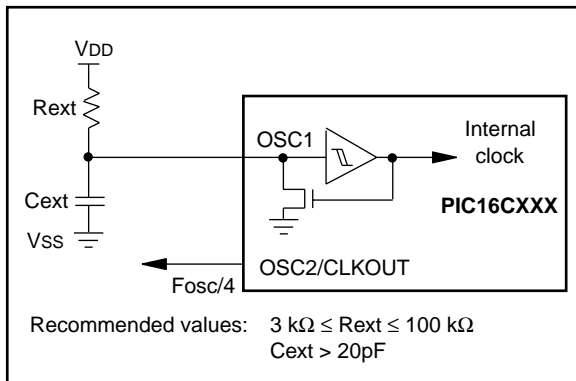 VDD
Rext
OSC1
Internal
clock
Cext
PIC16CXXX
VSS
OSC2/CLKOUT
Fosc/4
Recommended values: 3 kΩ ≤ Rext ≤ 100 kΩ
Cext > 20pF